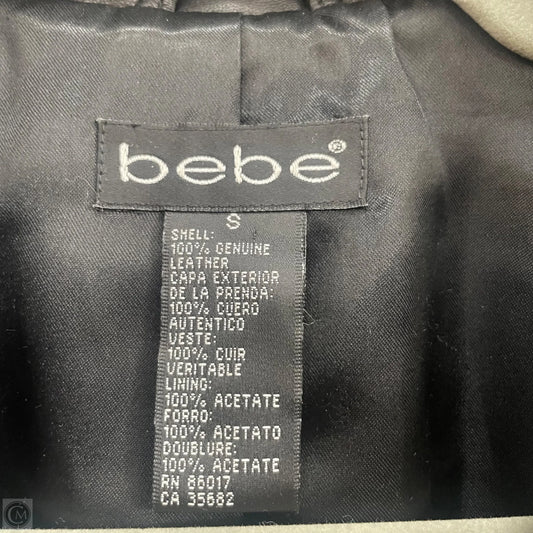 bebe®
S
SHELL:
100% GENUINE
LEATHER
CAPA EXTERIOR
DE LA PRENDA:
100% CUERO
AUTENTICO
VESTE:
100% CUIR
VERITABLE
LINING:
100% ACETATE
FORRO:
100% ACETATO
DOUBLURE:
100% ACETATE
RN 86017
CA 35682